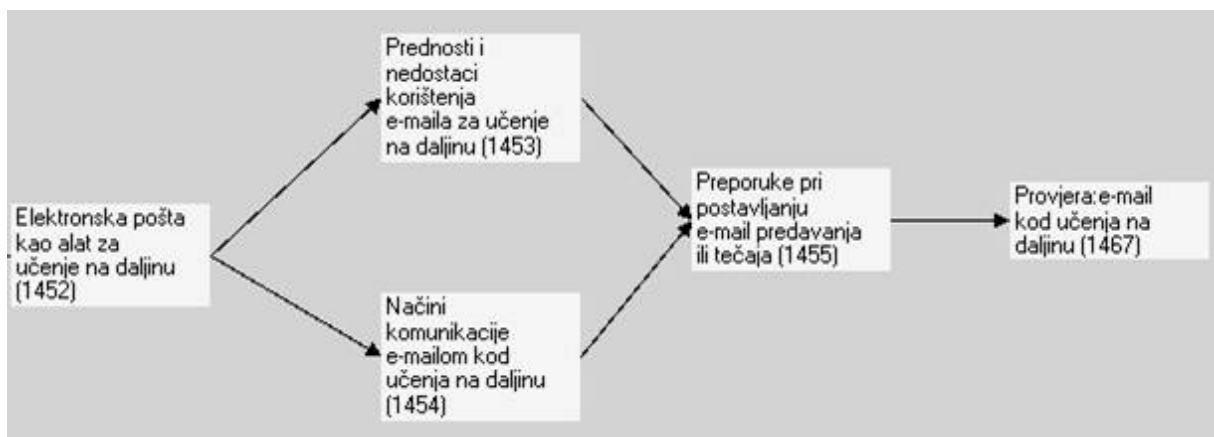 Elektronska pošta
kao alat za
učenje na daljinu
(1452)
Prednosti i
nedostaci
korištenja
e-maila za učenje
na daljinu (1453)
Načini
komunikacije
e-mailom kod
učenja na daljinu
(1454)
Preporuke pri
postavljanju
e-mail predavanja
ili tečaja (1455)
Provjera:e-mail
kod učenja na
daljinu (1467)